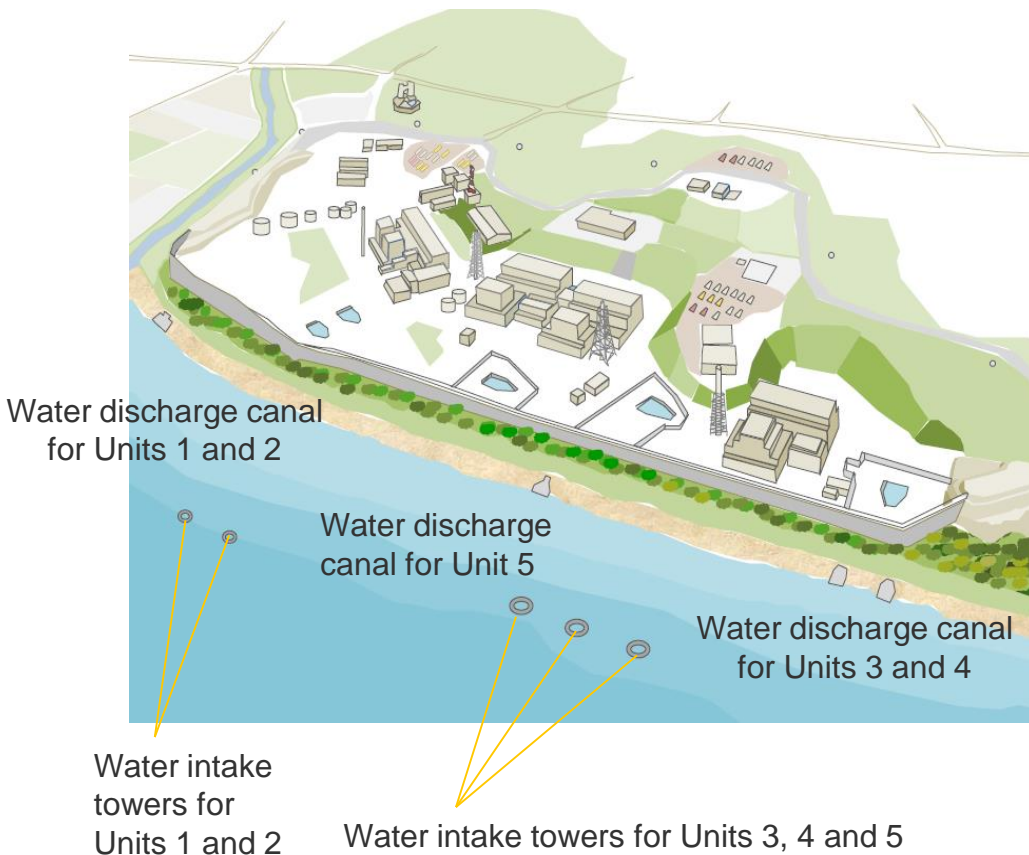 Water discharge canal
for Units 1 and 2
Water discharge
canal for Unit 5
Water discharge canal
for Units 3 and 4
Water intake
towers for
Units 1 and 2
Water intake towers for Units 3, 4 and 5